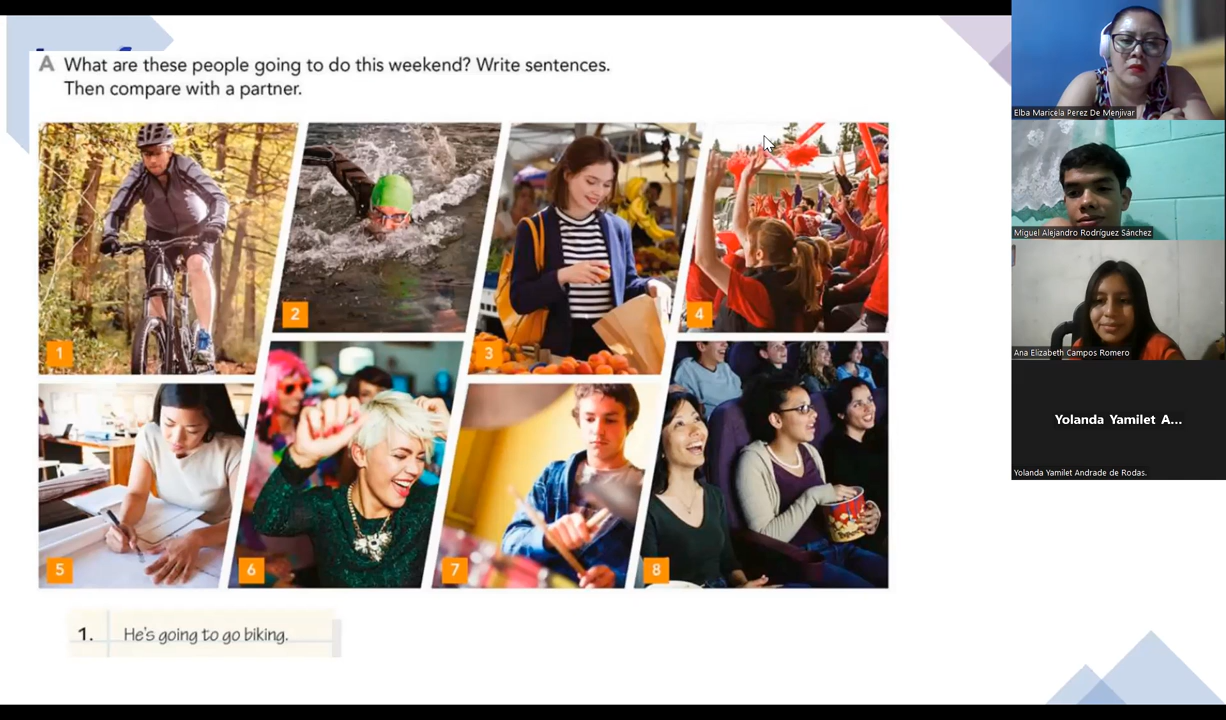 A What are these people going to do this weekend? Write sentences.
Then compare with a partner.
1
2
3
4
5
6
7
8
1. He's going to go biking.
Elba Maricela Perez De Menjivar
Miguel Alejandro Rodríguez Sánchez
Ana Elizabeth Campos Romero
Yolanda Yamilet A...
Yolanda Yamilet Andrade de Rodas.